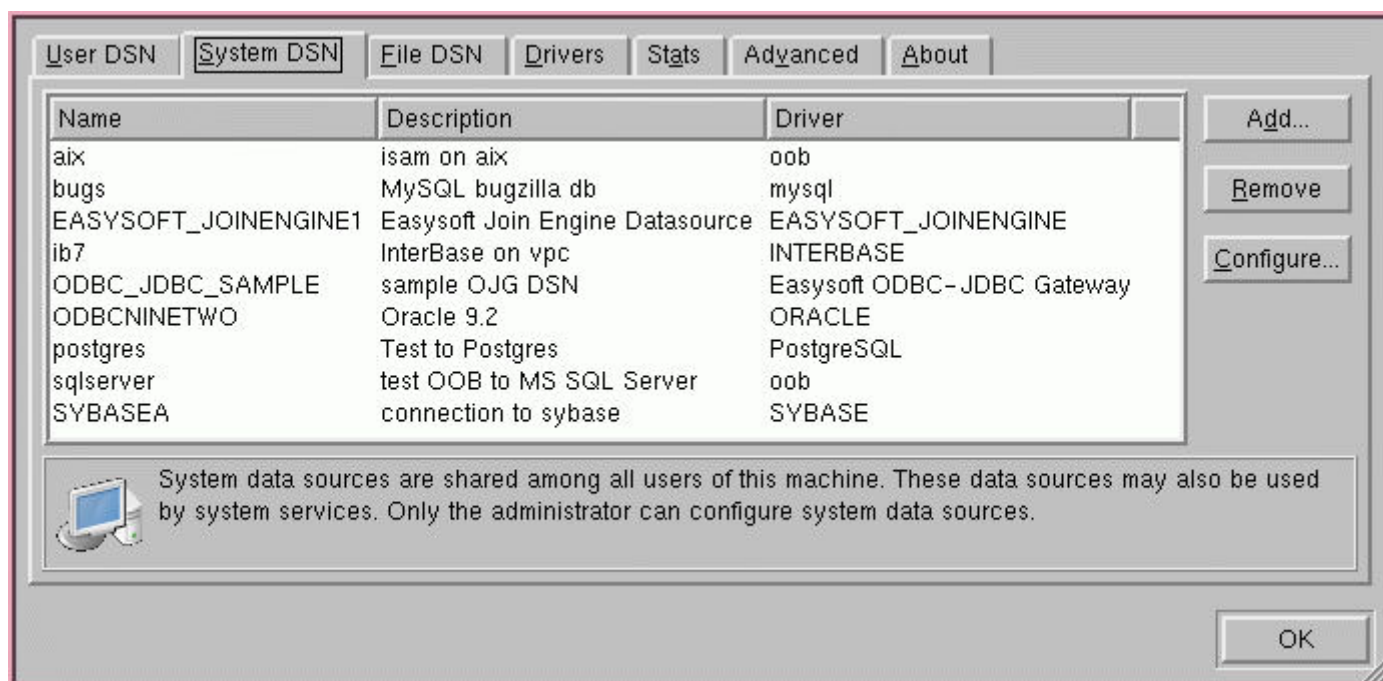 User DSN System DSN File DSN Drivers Stats Advanced About
Name Description Driver
Add...
aix isam on aix oob
bugs MySQL bugzilla db mysql
Remove
EASYSOFT_JOINENGINE1 Easysoft Join Engine Datasource EASYSOFT_JOINENGINE
ib7 InterBase on vpc INTERBASE
Configure...
ODBC_JDBC_SAMPLE sample OJG DSN Easysoft ODBC-JDBC Gateway
ODBCNINETWO Oracle 9.2 ORACLE
postgres Test to Postgres PostgreSQL
sqlserver test OOB to MS SQL Server oob
SYBASEA connection to sybase SYBASE
System data sources are shared among all users of this machine. These data sources may also be used
by system services. Only the administrator can configure system data sources.
OK